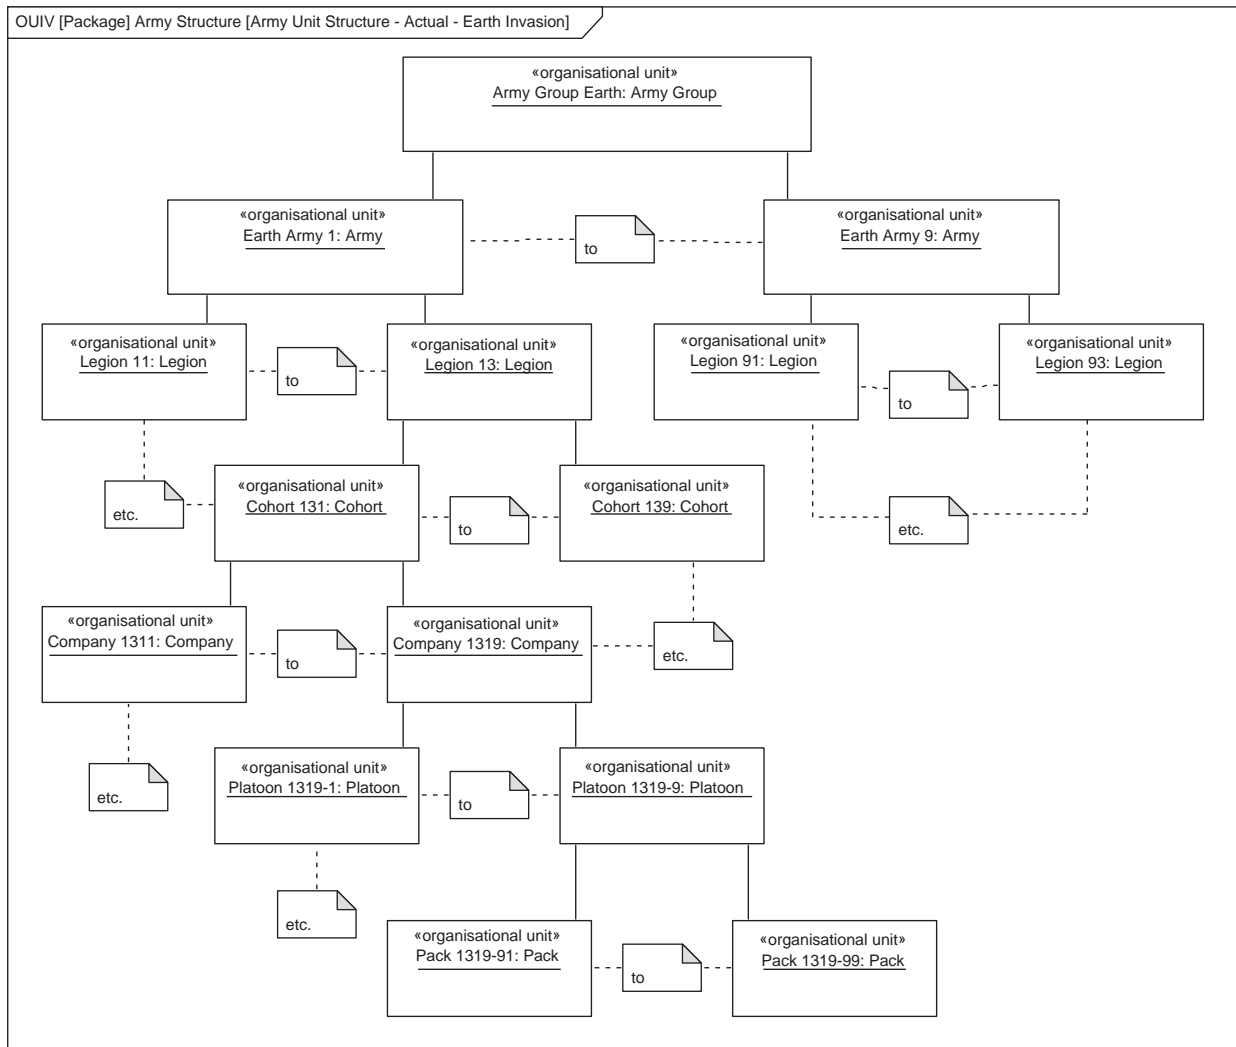 OUIV [Package] Army Structure [Army Unit Structure - Actual - Earth Invasion]
«organisational unit»
Army Group Earth: Army Group
«organisational unit»
Earth Army 1: Army
to
«organisational unit»
Earth Army 9: Army
«organisational unit»
Legion 11: Legion
to
«organisational unit»
Legion 13: Legion
«organisational unit»
Legion 91: Legion
to
«organisational unit»
Legion 93: Legion
etc.
«organisational unit»
Cohort 131: Cohort
to
«organisational unit»
Cohort 139: Cohort
etc.
«organisational unit»
Company 1311: Company
to
«organisational unit»
Company 1319: Company
etc.
etc.
«organisational unit»
Platoon 1319-1: Platoon
to
«organisational unit»
Platoon 1319-9: Platoon
etc.
«organisational unit»
Pack 1319-91: Pack
to
«organisational unit»
Pack 1319-99: Pack